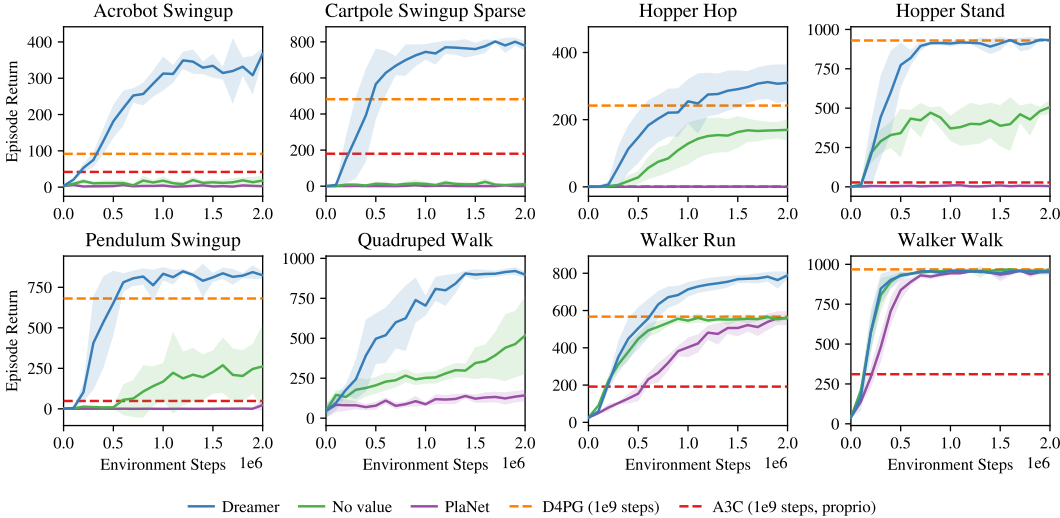 Acrobot Swingup
Cartpole Swingup Sparse
Hopper Hop
Hopper Stand
Episode Return
400
300
200
100
0
0.0 0.5 1.0 1.5 2.0
800
600
400
200
0
0.0 0.5 1.0 1.5 2.0
400
200
0
0.0 0.5 1.0 1.5 2.0
1000
750
500
250
0
0.0 0.5 1.0 1.5 2.0
Pendulum Swingup
Quadruped Walk
Walker Run
Walker Walk
Episode Return
750
500
250
0
0.0 0.5 1.0 1.5 2.0
Environment Steps 1e6
1000
750
500
250
0
0.0 0.5 1.0 1.5 2.0
Environment Steps 1e6
800
600
400
200
0
0.0 0.5 1.0 1.5 2.0
Environment Steps 1e6
1000
750
500
250
0
0.0 0.5 1.0 1.5 2.0
Environment Steps 1e6
Dreamer No value PlaNet D4PG (1e9 steps) A3C (1e9 steps, proprio)